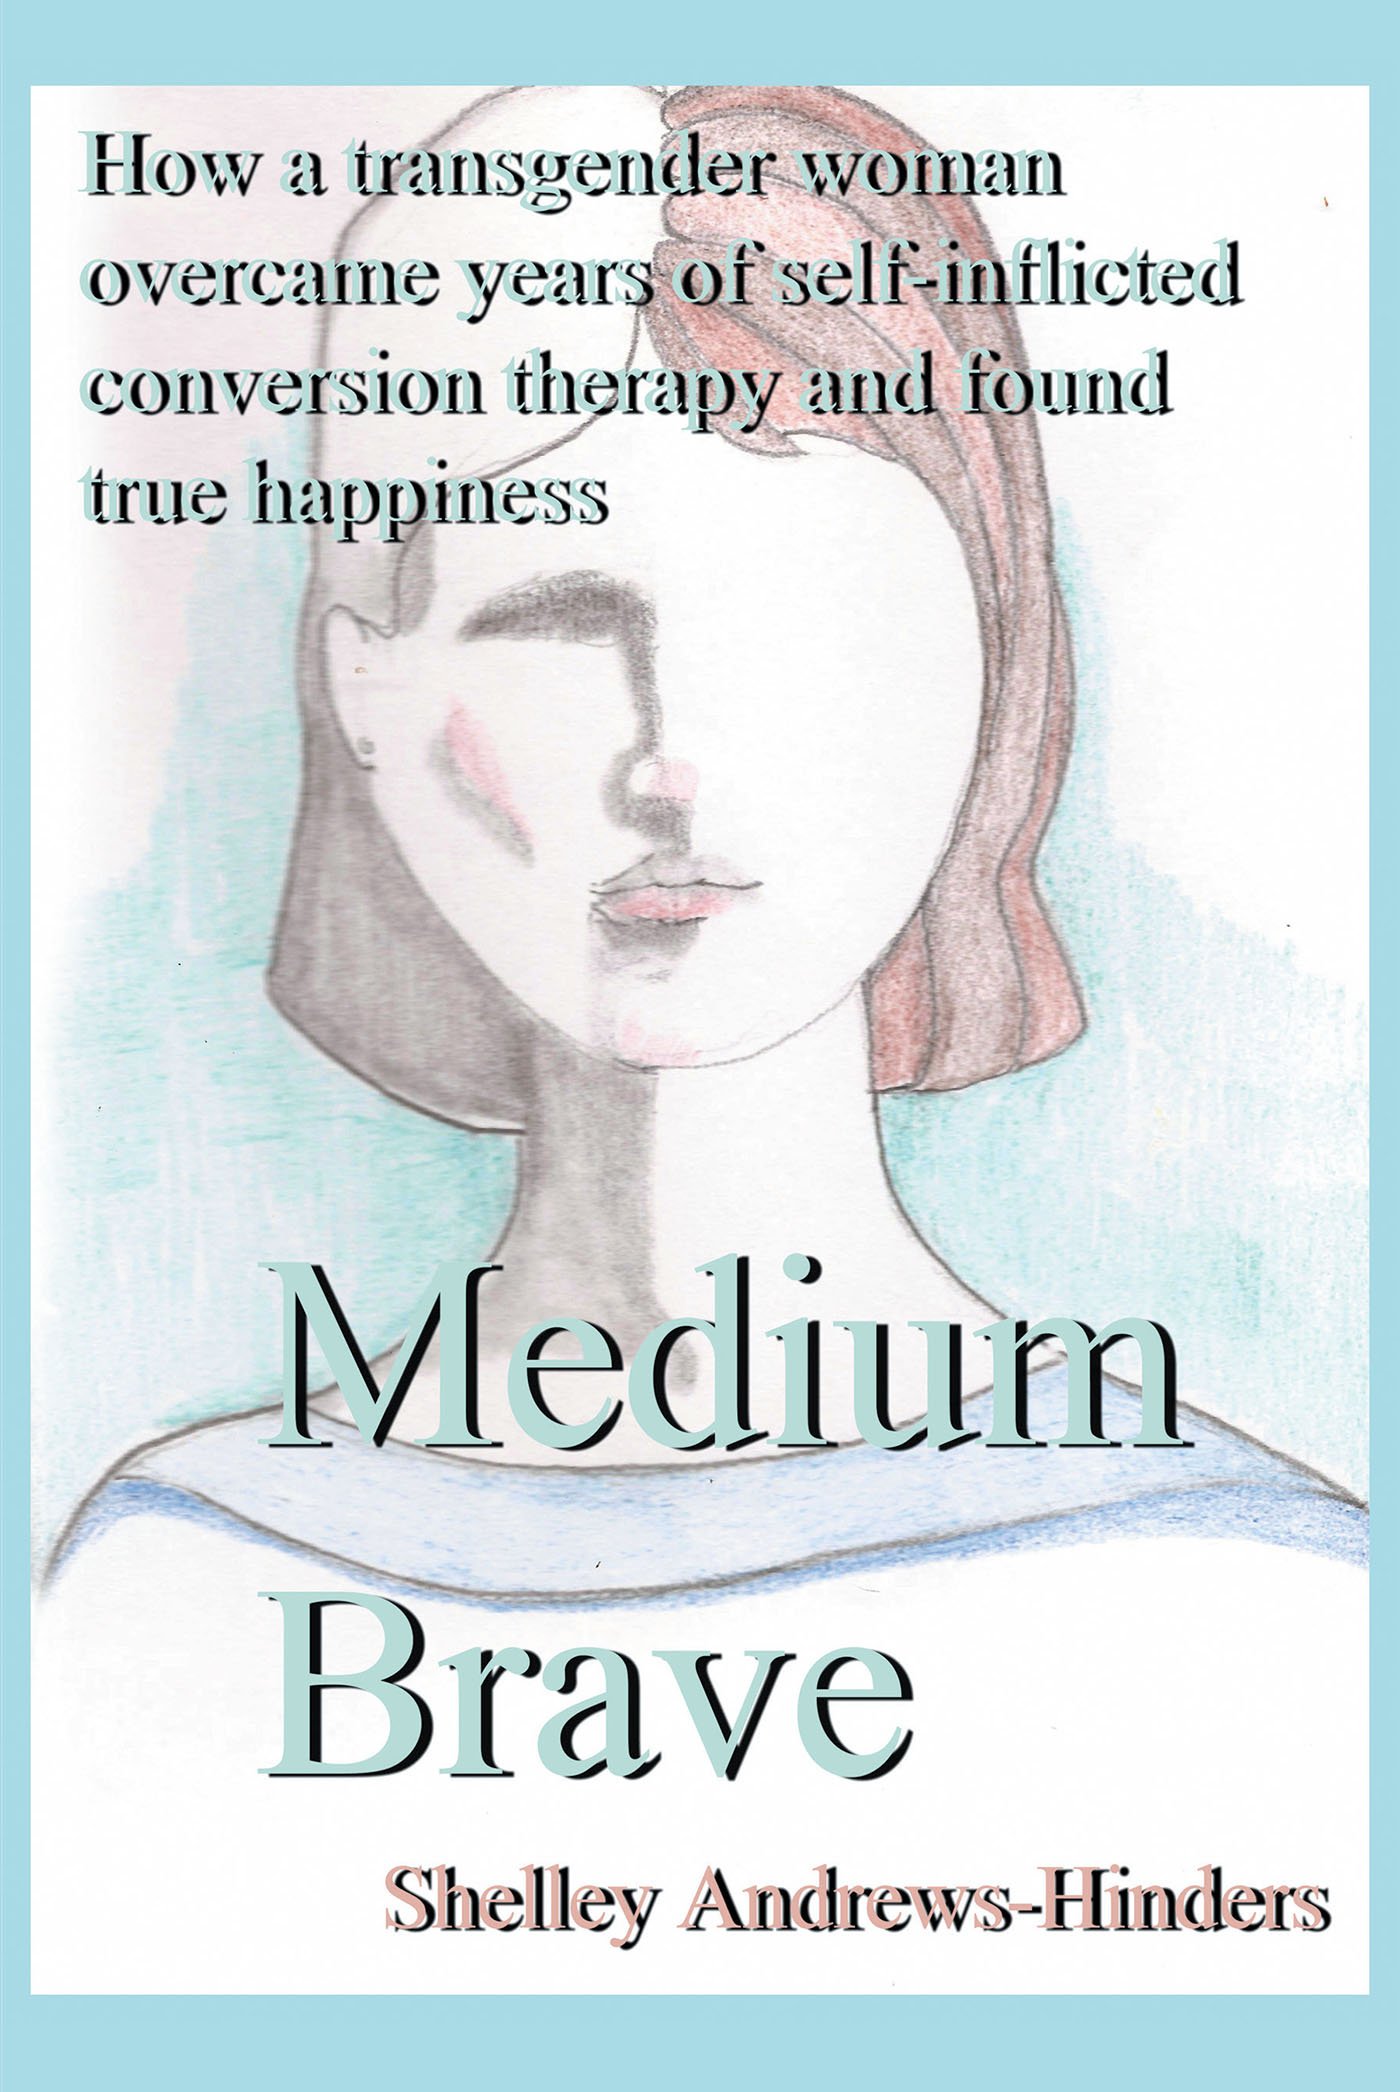 How a transgender woman
overcame years of self-inflicted
conversion therapy and found
true happiness
Medium
Brave
Shelley Andrews-Hinders